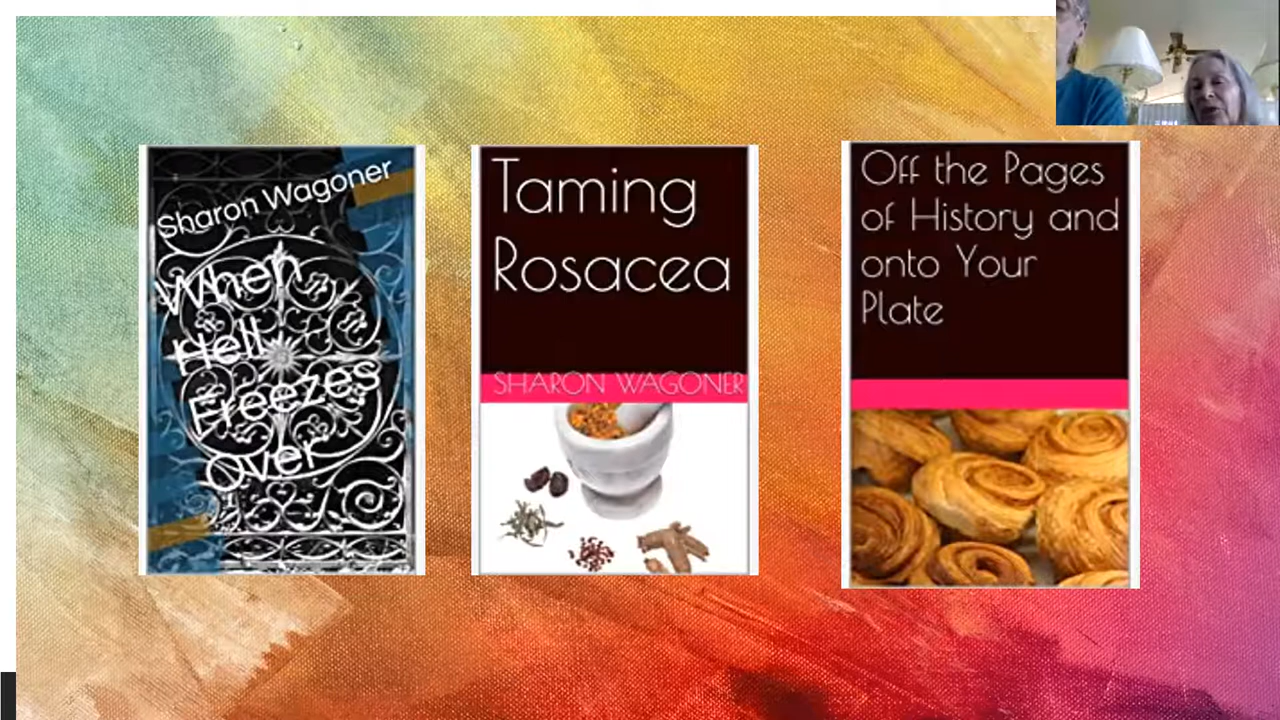 Sharon Wagoner
When
Hell
Freezes
Over
Taming
Rosacea
SHARON WAGONER
Off the Pages
of History and
onto Your
Plate